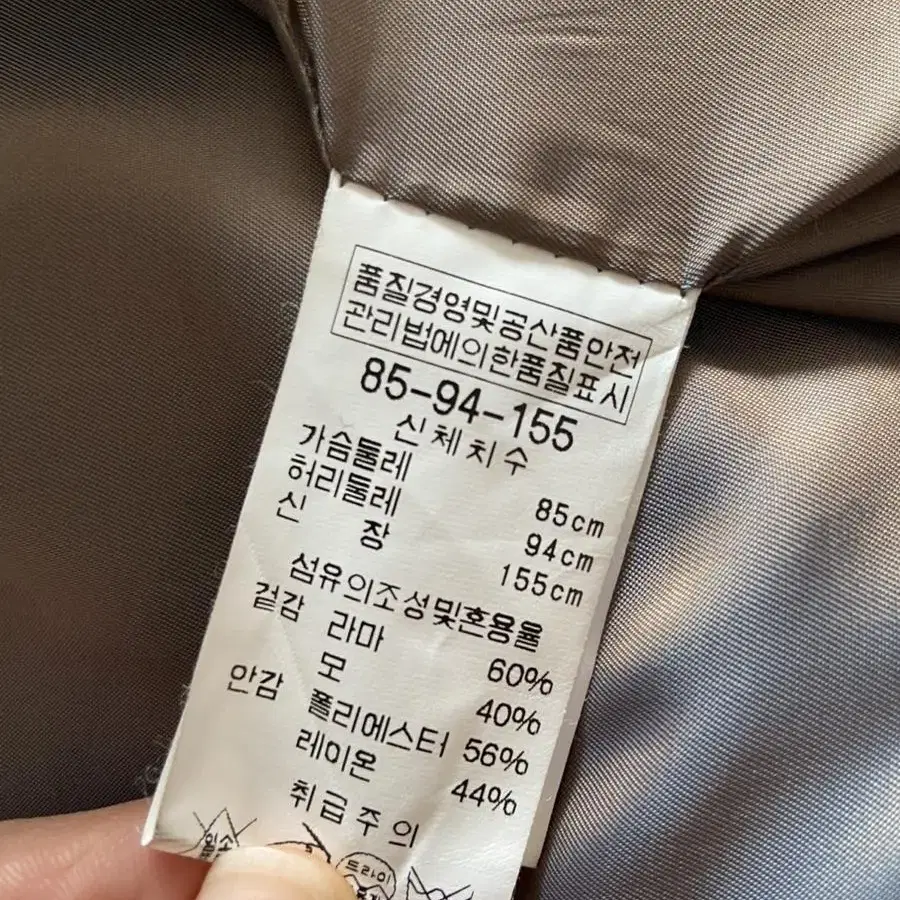 품질경영및공산품안전
관리법에의한품질표시
85-94-155
신체치수
가슴둘레 85cm
허리둘레 94cm
신 장 155cm
섬유의조성및혼용율
겉감 라마 60%
모 40%
안감 폴리에스터 56%
레이온 44%
취급주의
드라이